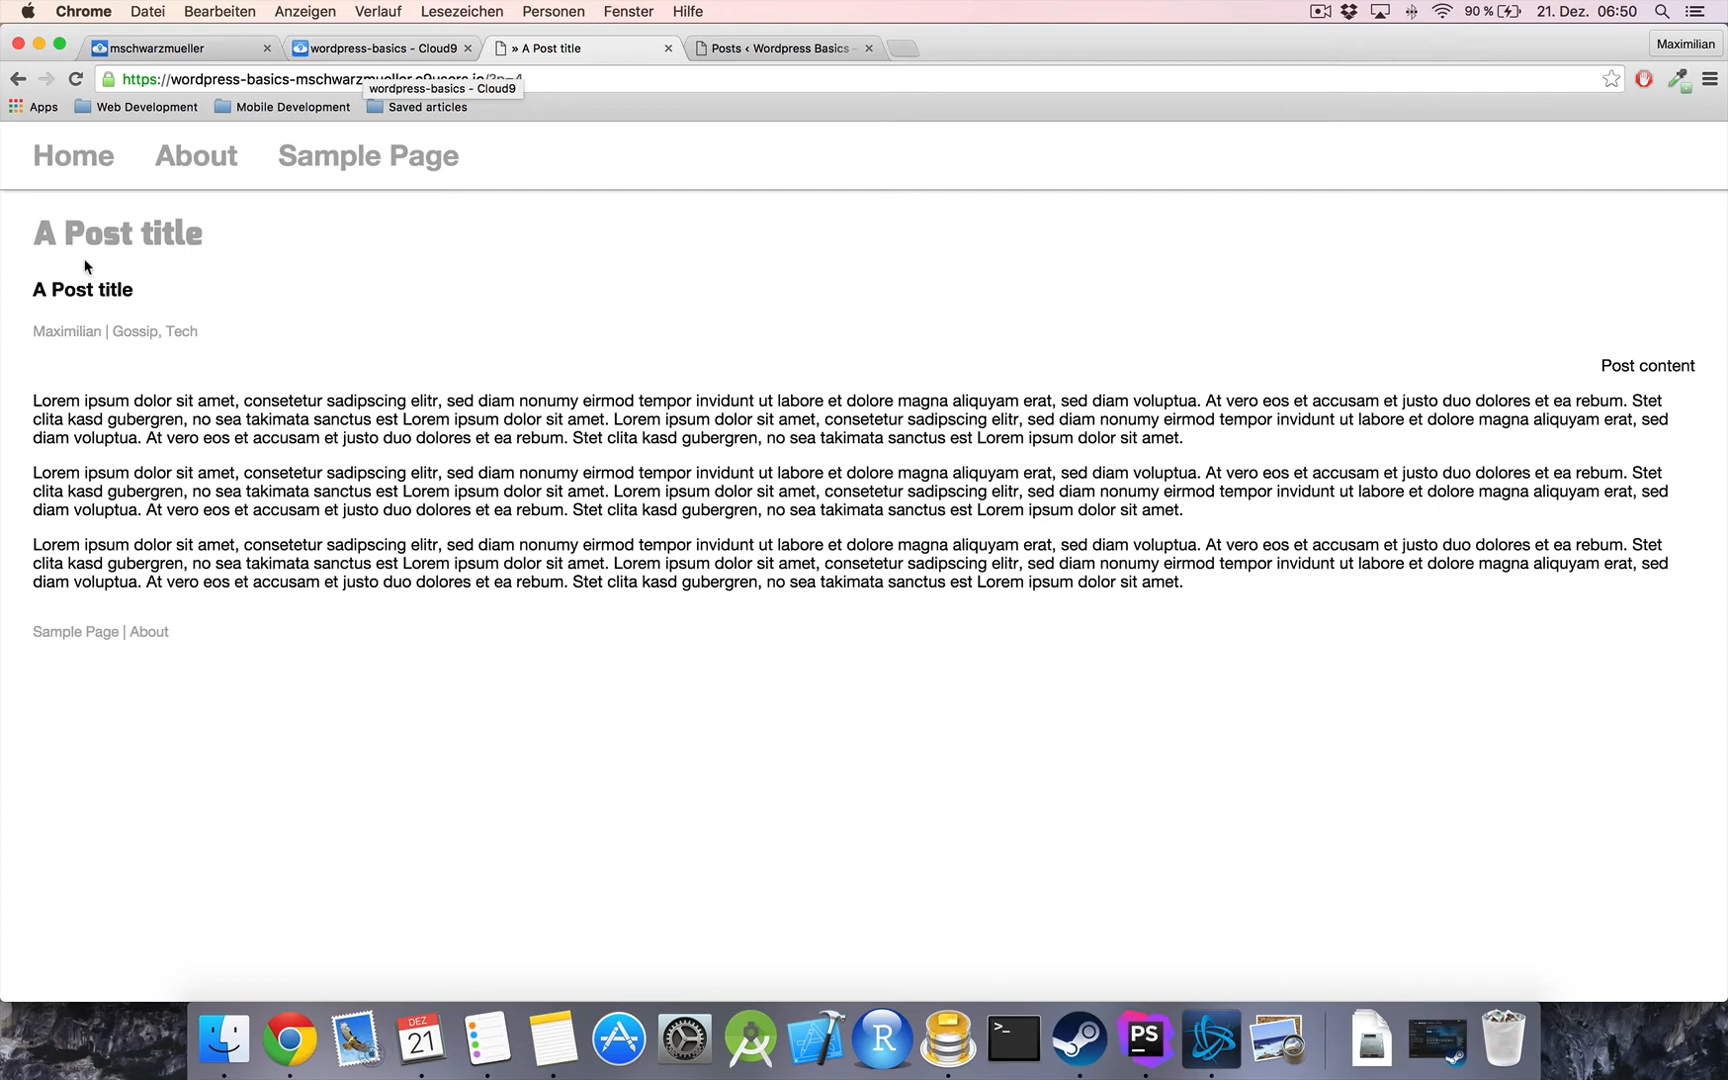 Chrome Datei Bearbeiten Anzeigen Verlauf Lesezeichen Personen Fenster Hilfe 90 % 21. Dez. 06:50
mschwarzmueller wordpress-basics - Cloud9 » A Post title Posts ‹ Wordpress Basics Maximilian
https://wordpress-basics-mschwarzmueller.c9users.io/?p=4
wordpress-basics - Cloud9
Apps Web Development Mobile Development Saved articles
Home About Sample Page
A Post title
A Post title
Maximilian | Gossip, Tech
Post content
Lorem ipsum dolor sit amet, consetetur sadipscing elitr, sed diam nonumy eirmod tempor invidunt ut labore et dolore magna aliquyam erat, sed diam voluptua. At vero eos et accusam et justo duo dolores et ea rebum. Stet
clita kasd gubergren, no sea takimata sanctus est Lorem ipsum dolor sit amet. Lorem ipsum dolor sit amet, consetetur sadipscing elitr, sed diam nonumy eirmod tempor invidunt ut labore et dolore magna aliquyam erat, sed
diam voluptua. At vero eos et accusam et justo duo dolores et ea rebum. Stet clita kasd gubergren, no sea takimata sanctus est Lorem ipsum dolor sit amet.
Lorem ipsum dolor sit amet, consetetur sadipscing elitr, sed diam nonumy eirmod tempor invidunt ut labore et dolore magna aliquyam erat, sed diam voluptua. At vero eos et accusam et justo duo dolores et ea rebum. Stet
clita kasd gubergren, no sea takimata sanctus est Lorem ipsum dolor sit amet. Lorem ipsum dolor sit amet, consetetur sadipscing elitr, sed diam nonumy eirmod tempor invidunt ut labore et dolore magna aliquyam erat, sed
diam voluptua. At vero eos et accusam et justo duo dolores et ea rebum. Stet clita kasd gubergren, no sea takimata sanctus est Lorem ipsum dolor sit amet.
Lorem ipsum dolor sit amet, consetetur sadipscing elitr, sed diam nonumy eirmod tempor invidunt ut labore et dolore magna aliquyam erat, sed diam voluptua. At vero eos et accusam et justo duo dolores et ea rebum. Stet
clita kasd gubergren, no sea takimata sanctus est Lorem ipsum dolor sit amet. Lorem ipsum dolor sit amet, consetetur sadipscing elitr, sed diam nonumy eirmod tempor invidunt ut labore et dolore magna aliquyam erat, sed
diam voluptua. At vero eos et accusam et justo duo dolores et ea rebum. Stet clita kasd gubergren, no sea takimata sanctus est Lorem ipsum dolor sit amet.
Sample Page | About
DEZ
21
R
>_
PS